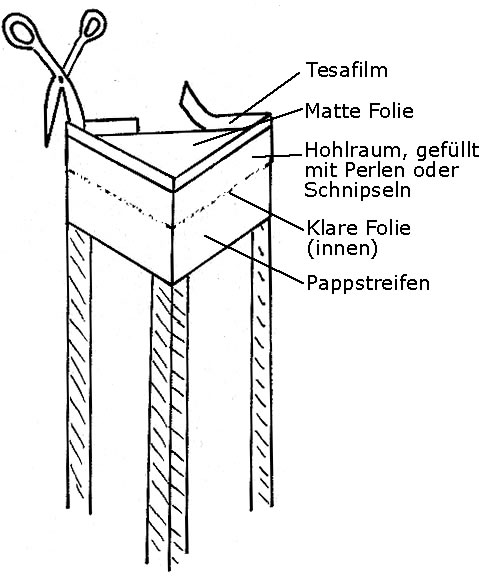 Tesafilm
Matte Folie
Hohlraum, gefüllt
mit Perlen oder
Schnipseln
Klare Folie
(innen)
Pappstreifen